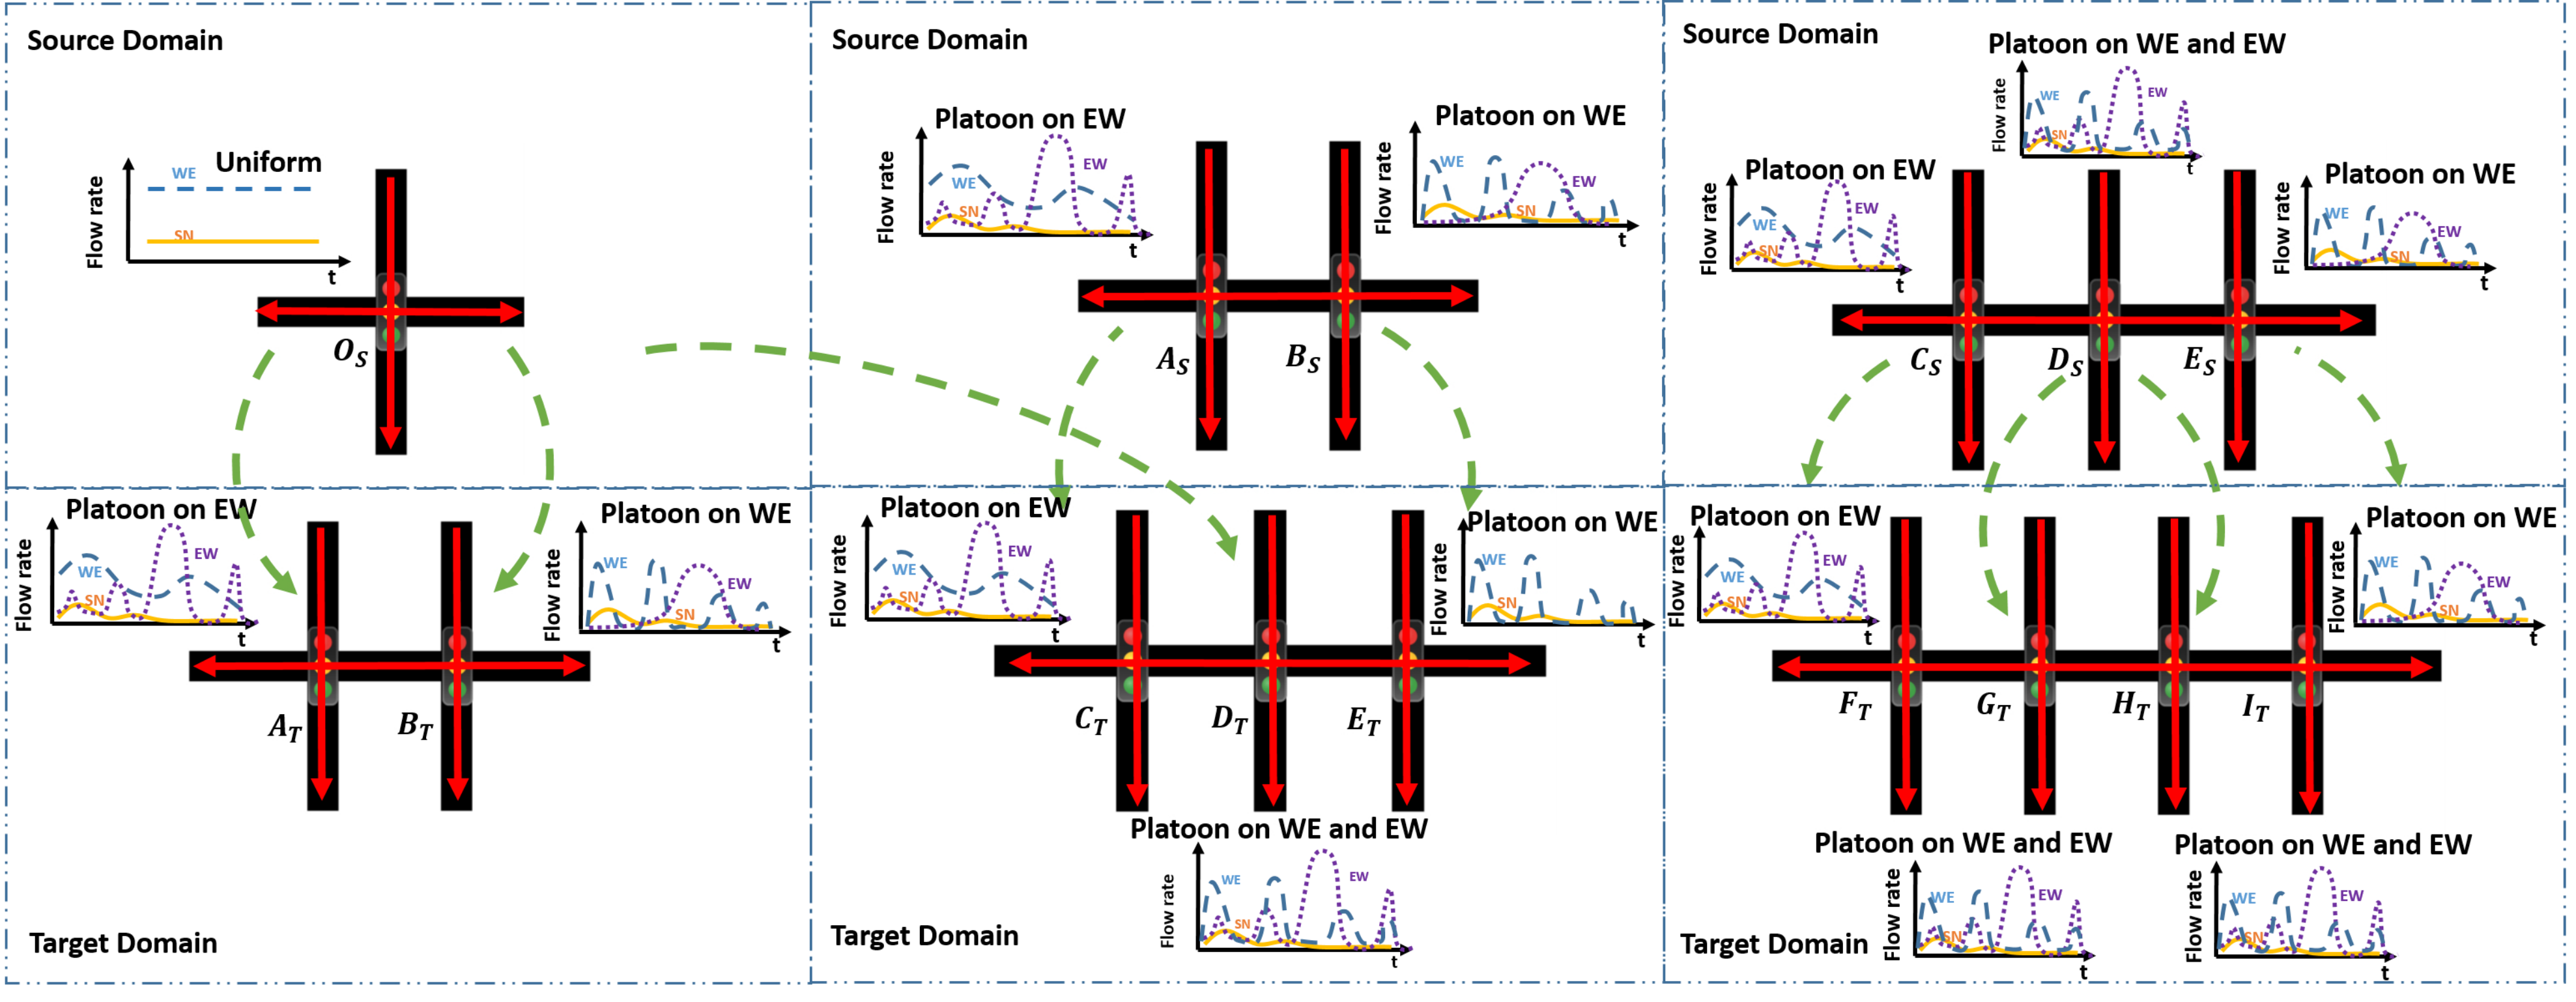 Source Domain
Uniform
WE
SN
Flow rate
t
O_S
Source Domain
Platoon on EW
WE
EW
SN
Flow rate
t
Platoon on WE
WE
EW
SN
Flow rate
t
A_S
B_S
Source Domain
Platoon on WE and EW
WE
EW
SN
Flow rate
t
Platoon on EW
WE
EW
SN
Flow rate
t
Platoon on WE
WE
EW
SN
Flow rate
t
C_S
D_S
E_S
Platoon on EW
WE
EW
SN
Flow rate
t
Platoon on WE
WE
EW
SN
Flow rate
t
A_T
B_T
Target Domain
Platoon on EW
WE
EW
SN
Flow rate
t
Platoon on WE
WE
SN
Flow rate
t
C_T
D_T
E_T
Platoon on WE and EW
WE
EW
SN
Flow rate
t
Target Domain
Platoon on EW
WE
EW
SN
Flow rate
t
Platoon on WE
WE
EW
SN
Flow rate
t
F_T
G_T
H_T
I_T
Platoon on WE and EW
WE
EW
SN
Flow rate
t
Platoon on WE and EW
WE
EW
SN
Flow rate
t
Target Domain